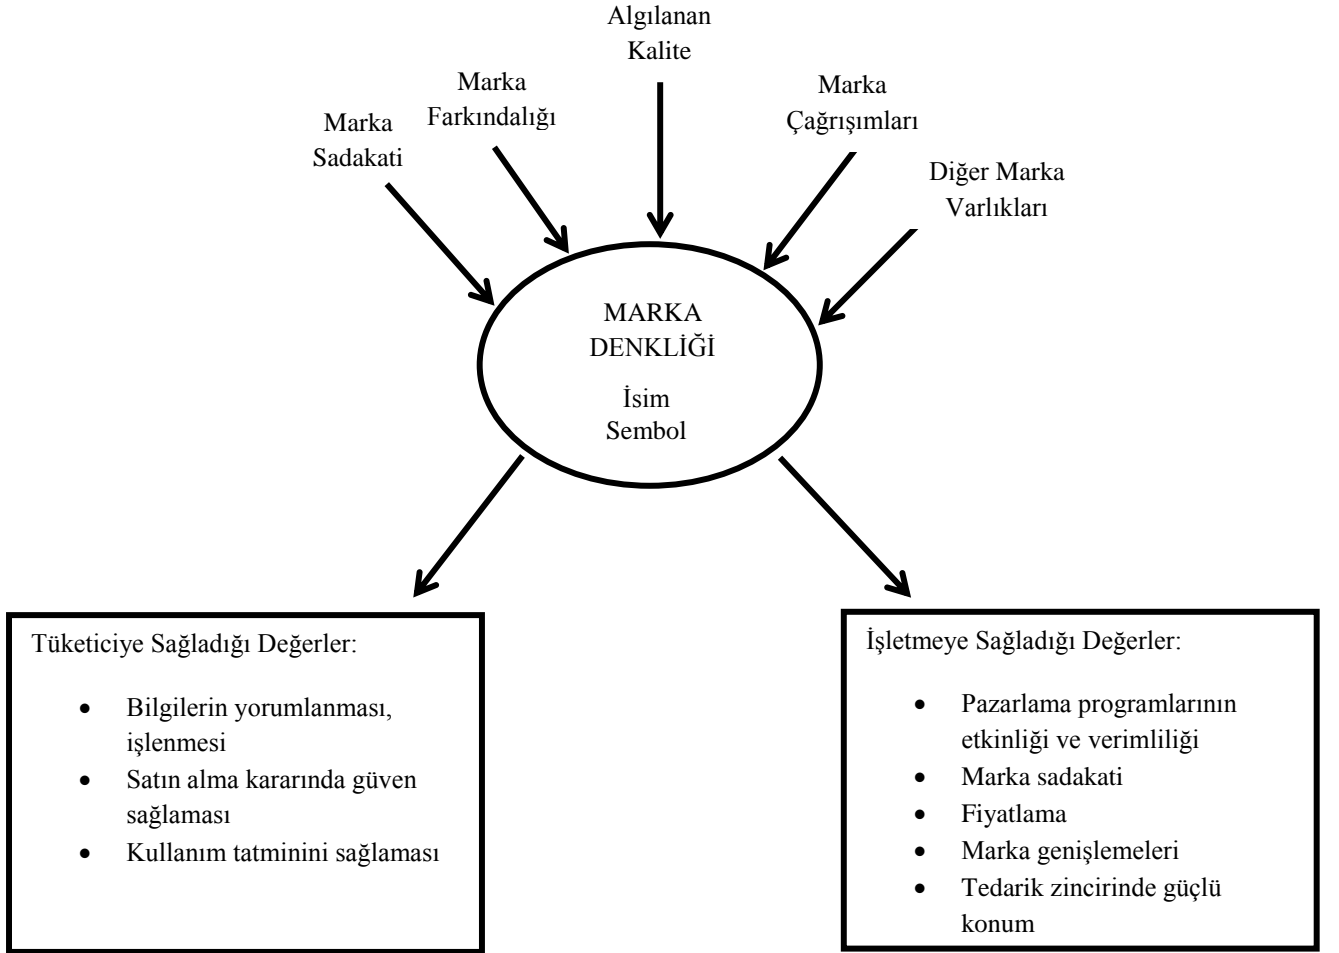 Algılanan
Kalite
Marka
Farkındalığı
Marka
Çağrışımları
Marka
Sadakati
Diğer Marka
Varlıkları
MARKA
DENKLİĞİ
İsim
Sembol
Tüketiciye Sağladığı Değerler:
• Bilgilerin yorumlanması,
işlenmesi
• Satın alma kararında güven
sağlaması
• Kullanım tatminini sağlaması
İşletmeye Sağladığı Değerler:
• Pazarlama programlarının
etkinliği ve verimliliği
• Marka sadakati
• Fiyatlama
• Marka genişlemeleri
• Tedarik zincirinde güçlü
konum